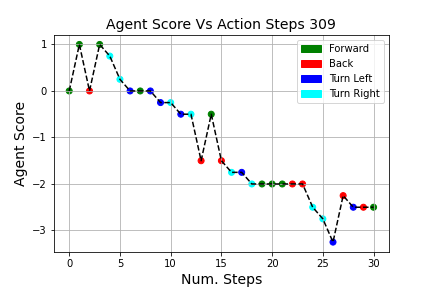 Agent Score Vs Action Steps 309
Forward
Back
Turn Left
Turn Right
Agent Score
1
0
−1
−2
−3
0 5 10 15 20 25 30
Num. Steps